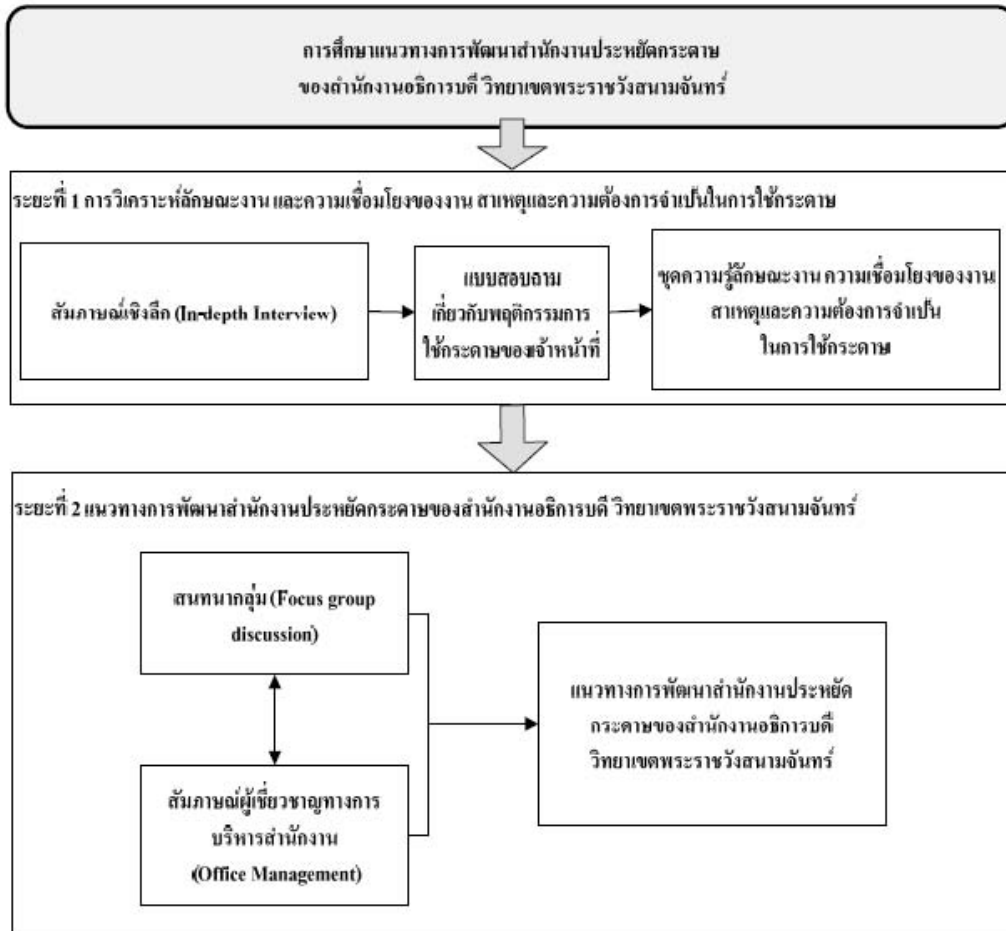 การศึกษาแนวทางการพัฒนาสำนักงานประหยัดกระดาษ
ของสำนักงานอธิการบดี วิทยาเขตพระราชวังสนามจันทร์
ระยะที่ 1 การวิเคราะห์ลักษณะงาน และความเชื่อมโยงของงาน สาเหตุและความต้องการจำเป็นในการใช้กระดาษ
สัมภาษณ์เชิงลึก (In-depth Interview)
แบบสอบถาม
เกี่ยวกับพฤติกรรมการ
ใช้กระดาษของเจ้าหน้าที่
ชุดความรู้ลักษณะงาน ความเชื่อมโยงของงาน
สาเหตุและความต้องการจำเป็น
ในการใช้กระดาษ
ระยะที่ 2 แนวทางการพัฒนาสำนักงานประหยัดกระดาษของสำนักงานอธิการบดี วิทยาเขตพระราชวังสนามจันทร์
สนทนากลุ่ม (Focus group
discussion)
สัมภาษณ์ผู้เชี่ยวชาญทางการ
บริหารสำนักงาน
(Office Management)
แนวทางการพัฒนาสำนักงานประหยัด
กระดาษของสำนักงานอธิการบดี
วิทยาเขตพระราชวังสนามจันทร์